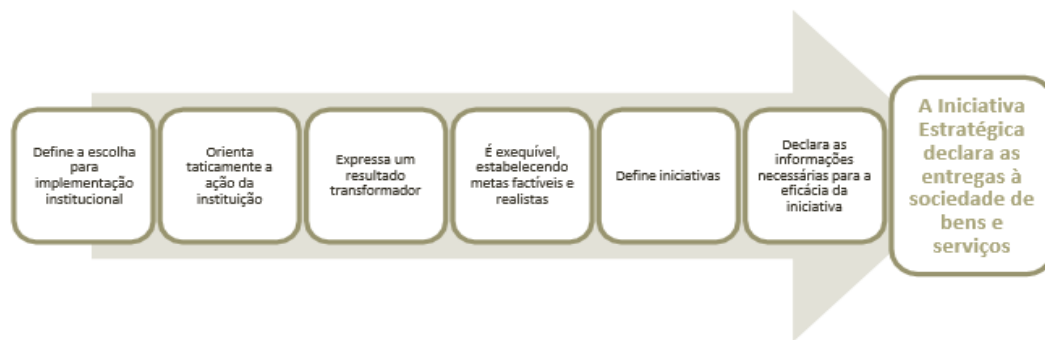 Define a escolha
para
implementação
institucional
Orienta
taticamente a
ação da
instituição
Expressa um
resultado
transformador
É exequível,
estabelecendo
metas factíveis e
realistas
Define iniciativas
Declara as
informações
necessárias para a
eficácia da
iniciativa
A Iniciativa
Estratégica
declara as
entregas à
sociedade de
bens e
serviços